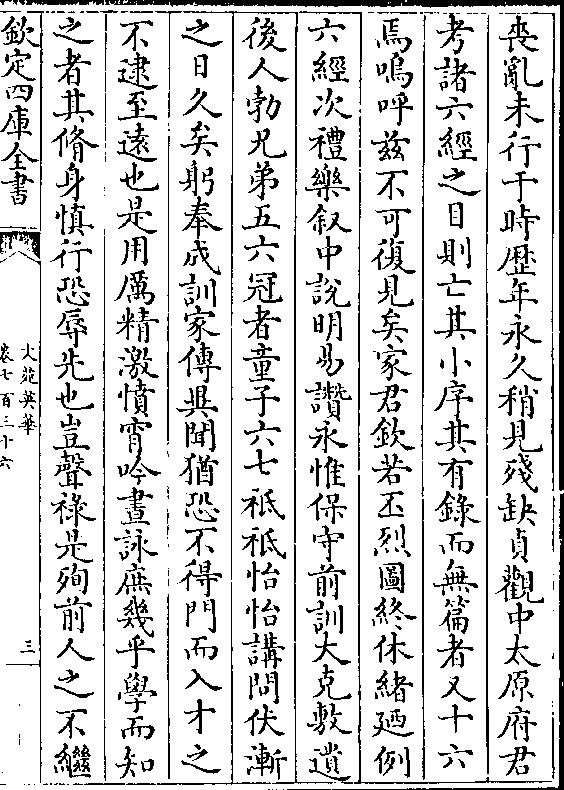 喪亂未行于時歴年永久稍見殘缺貞觀中太原府君
考諸六經之目則亡其小序其有錄而無篇者又十六
焉嗚呼兹不可復見矣家君欽若丕烈圖終休緒廼例
六經次禮樂叙中說明易讚永惟保守前訓大克敷遺
後人勃兄弟五六冠者童子六七祇祇怡怡講問伏漸
之日久矣躬奉成訓家傳異聞猶恐不得門而入才之
不逮至遠也是用厲精激憤宵吟晝詠庶幾乎學而知
之者其脩身慎行恐辱先也豈聲祿是殉前人之不繼
欽定四庫全書
文苑英華
卷七百三十六
三